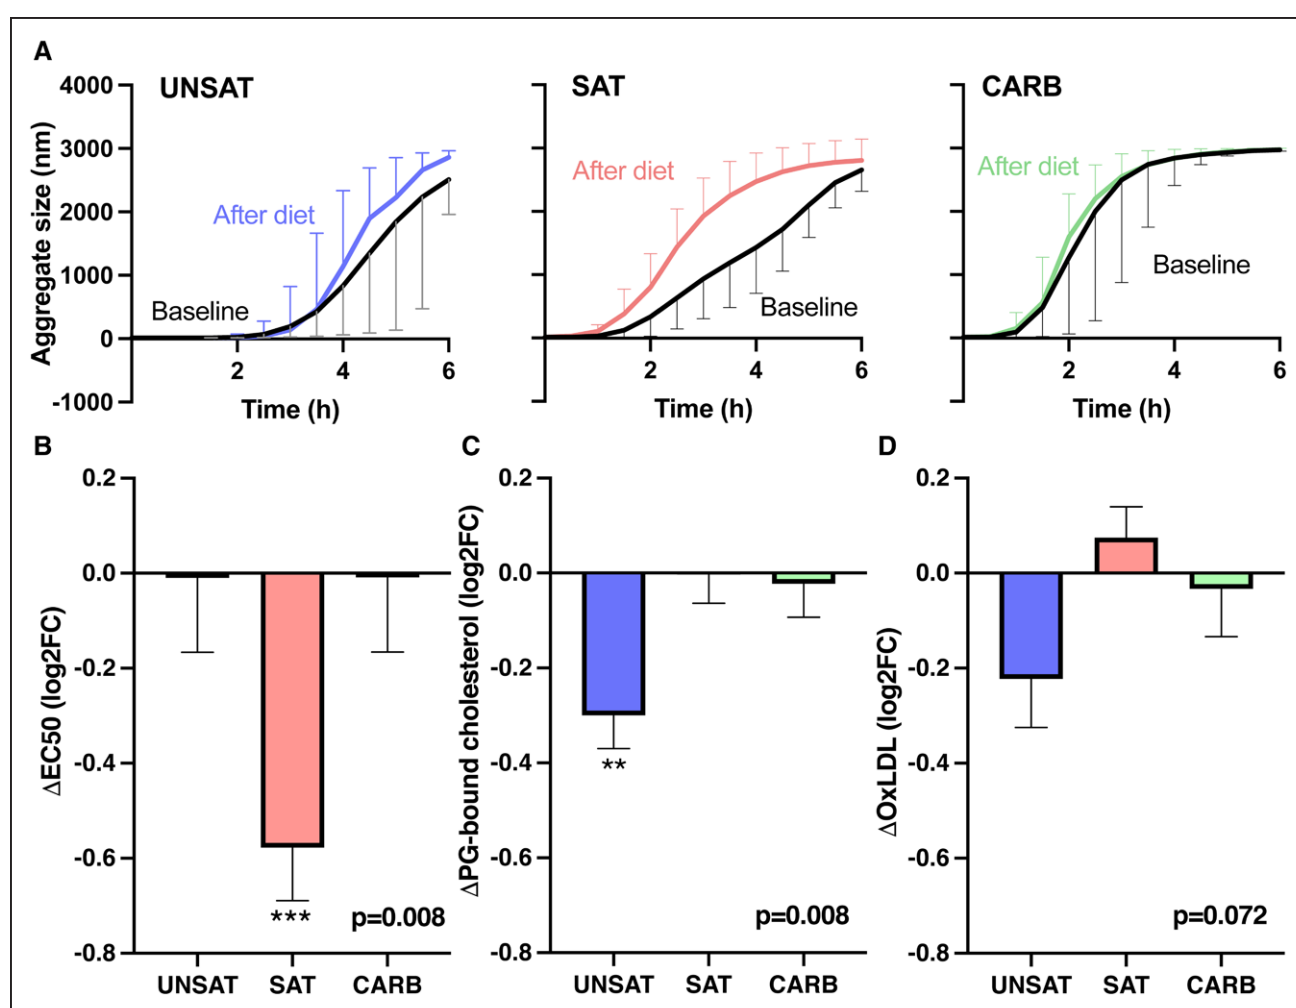 A
UNSAT
SAT
CARB
4000
3000
2000
1000
0
-1000
Aggregate size (nm)
After diet
Baseline
2
4
6
Time (h)
After diet
Baseline
2
4
6
Time (h)
After diet
Baseline
2
4
6
Time (h)
B
0.2
0.0
-0.2
-0.4
-0.6
-0.8
ΔEC50 (log2FC)
***
p=0.008
UNSAT
SAT
CARB
C
0.2
0.0
-0.2
-0.4
-0.6
-0.8
ΔPG-bound cholesterol (log2FC)
**
p=0.008
UNSAT
SAT
CARB
D
0.2
0.0
-0.2
-0.4
-0.6
-0.8
ΔOxLDL (log2FC)
p=0.072
UNSAT
SAT
CARB